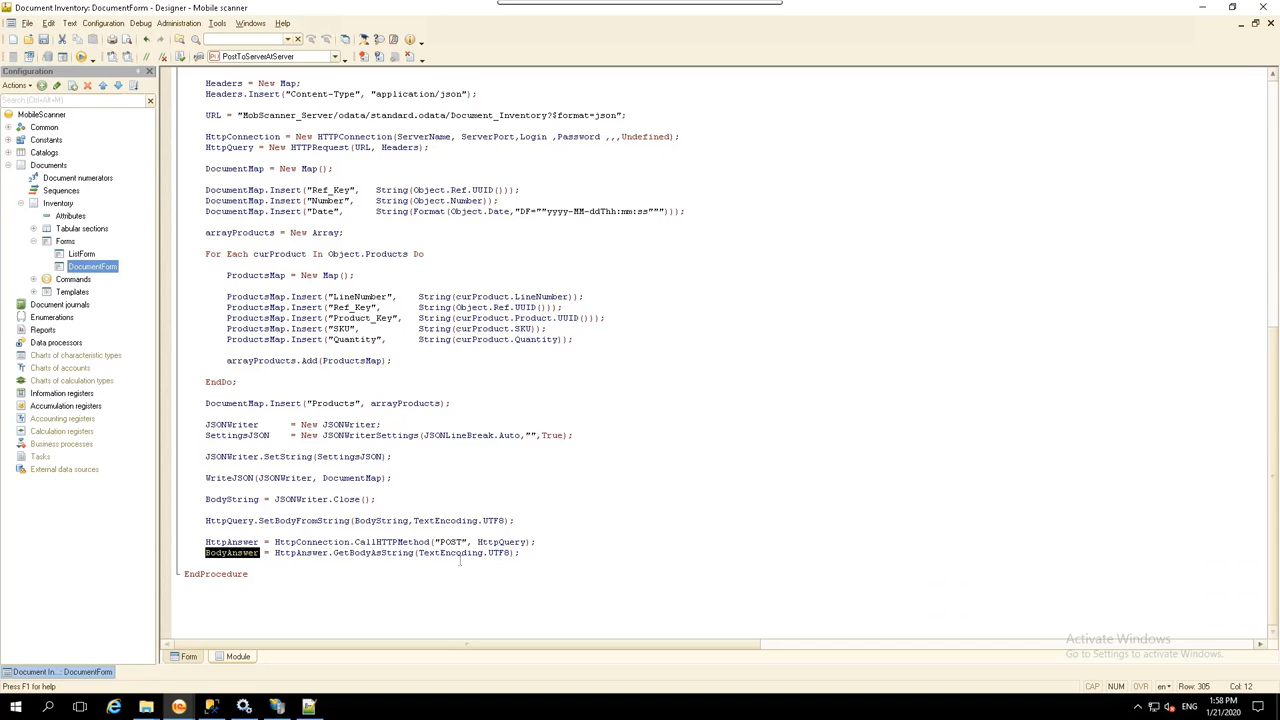 Document Inventory: DocumentForm - Designer - Mobile scanner
File Edit Text Configuration Debug Administration Tools Windows Help
PostToServerAtServer
Configuration
Actions
Search (Ctrl+Alt+M)
MobileScanner
Common
Constants
Catalogs
Documents
Document numerators
Sequences
Inventory
Attributes
Tabular sections
Forms
ListForm
DocumentForm
Commands
Templates
Document journals
Enumerations
Reports
Data processors
Charts of characteristic types
Charts of accounts
Charts of calculation types
Information registers
Accumulation registers
Accounting registers
Calculation registers
Business processes
Tasks
External data sources
Headers = New Map;
Headers.Insert("Content-Type", "application/json");
URL = "MobScanner_Server/odata/standard.odata/Document_Inventory?$format=json";
HttpConnection = New HTTPConnection(ServerName, ServerPort,Login ,Password ,,,Undefined);
HttpQuery = New HTTPRequest(URL, Headers);
DocumentMap = New Map();
DocumentMap.Insert("Ref_Key", String(Object.Ref.UUID()));
DocumentMap.Insert("Number", String(Object.Number));
DocumentMap.Insert("Date", String(Format(Object.Date,"DF=""yyyy-MM-ddThh:mm:ss""")));
arrayProducts = New Array;
For Each curProduct In Object.Products Do
ProductsMap = New Map();
ProductsMap.Insert("LineNumber", String(curProduct.LineNumber));
ProductsMap.Insert("Ref_Key", String(Object.Ref.UUID()));
ProductsMap.Insert("Product_Key", String(curProduct.Product.UUID()));
ProductsMap.Insert("SKU", String(curProduct.SKU));
ProductsMap.Insert("Quantity", String(curProduct.Quantity));
arrayProducts.Add(ProductsMap);
EndDo;
DocumentMap.Insert("Products", arrayProducts);
JSONWriter = New JSONWriter;
SettingsJSON = New JSONWriterSettings(JSONLineBreak.Auto,"",True);
JSONWriter.SetString(SettingsJSON);
WriteJSON(JSONWriter, DocumentMap);
BodyString = JSONWriter.Close();
HttpQuery.SetBodyFromString(BodyString,TextEncoding.UTF8);
HttpAnswer = HttpConnection.CallHTTPMethod("POST", HttpQuery);
BodyAnswer = HttpAnswer.GetBodyAsString(TextEncoding.UTF8);
EndProcedure
Activate Windows
Go to Settings to activate Windows.
Form Module
Document In...: DocumentForm
Press F1 for help
CAP NUM OVR en Row: 305 Col: 12
ENG
1:58 PM
1/21/2020